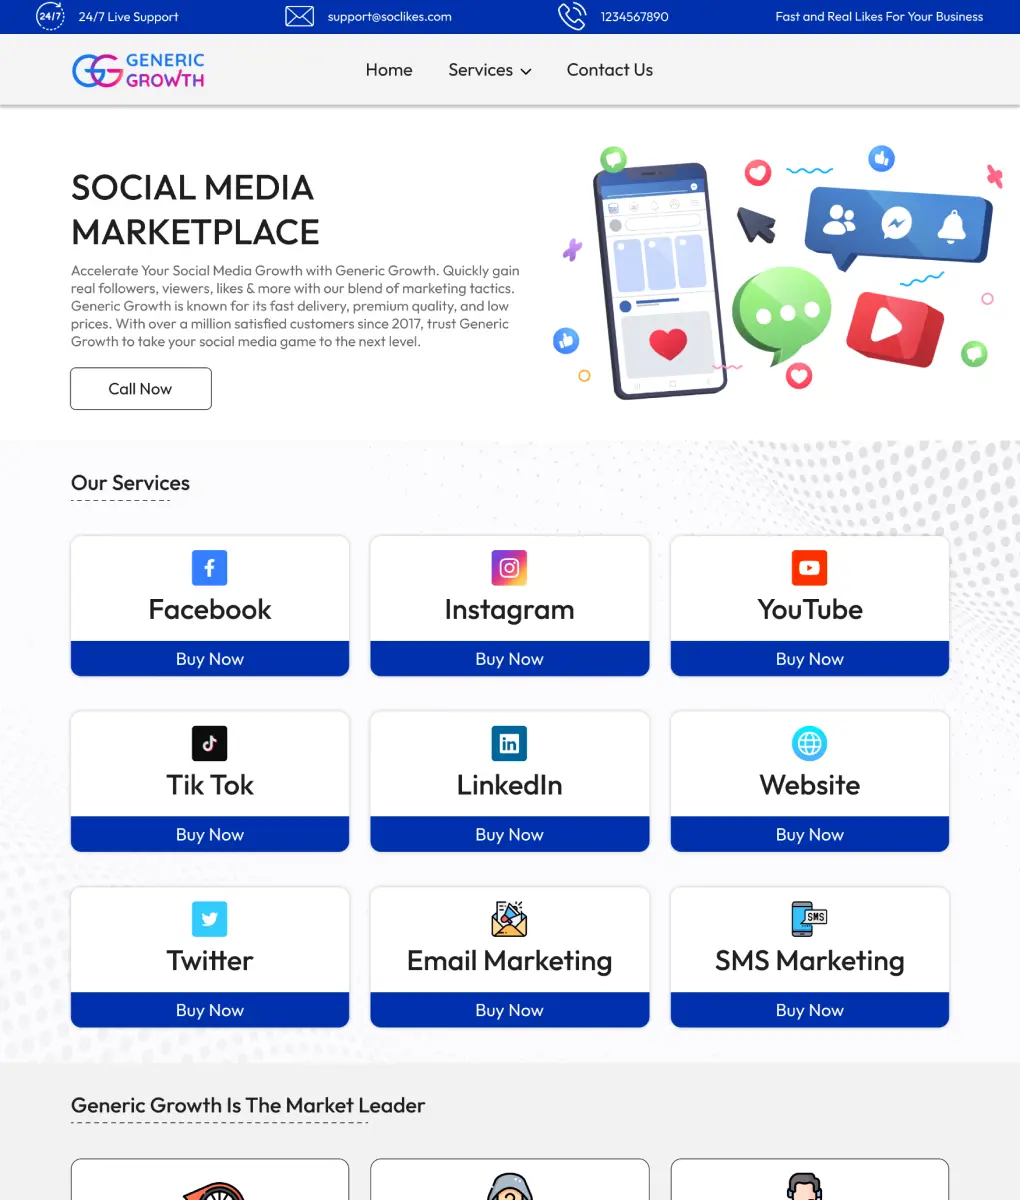 24/7
24/7 Live Support
support@soclikes.com
1234567890
Fast and Real Likes For Your Business
GENERIC
GROWTH
Home
Services
Contact Us
SOCIAL MEDIA
MARKETPLACE
Accelerate Your Social Media Growth with Generic Growth. Quickly gain
real followers, viewers, likes & more with our blend of marketing tactics.
Generic Growth is known for its fast delivery, premium quality, and low
prices. With over a million satisfied customers since 2017, trust Generic
Growth to take your social media game to the next level.
Call Now
Our Services
Facebook
Buy Now
Instagram
Buy Now
YouTube
Buy Now
Tik Tok
Buy Now
LinkedIn
Buy Now
Website
Buy Now
Twitter
Buy Now
Email Marketing
Buy Now
SMS
SMS Marketing
Buy Now
Generic Growth Is The Market Leader